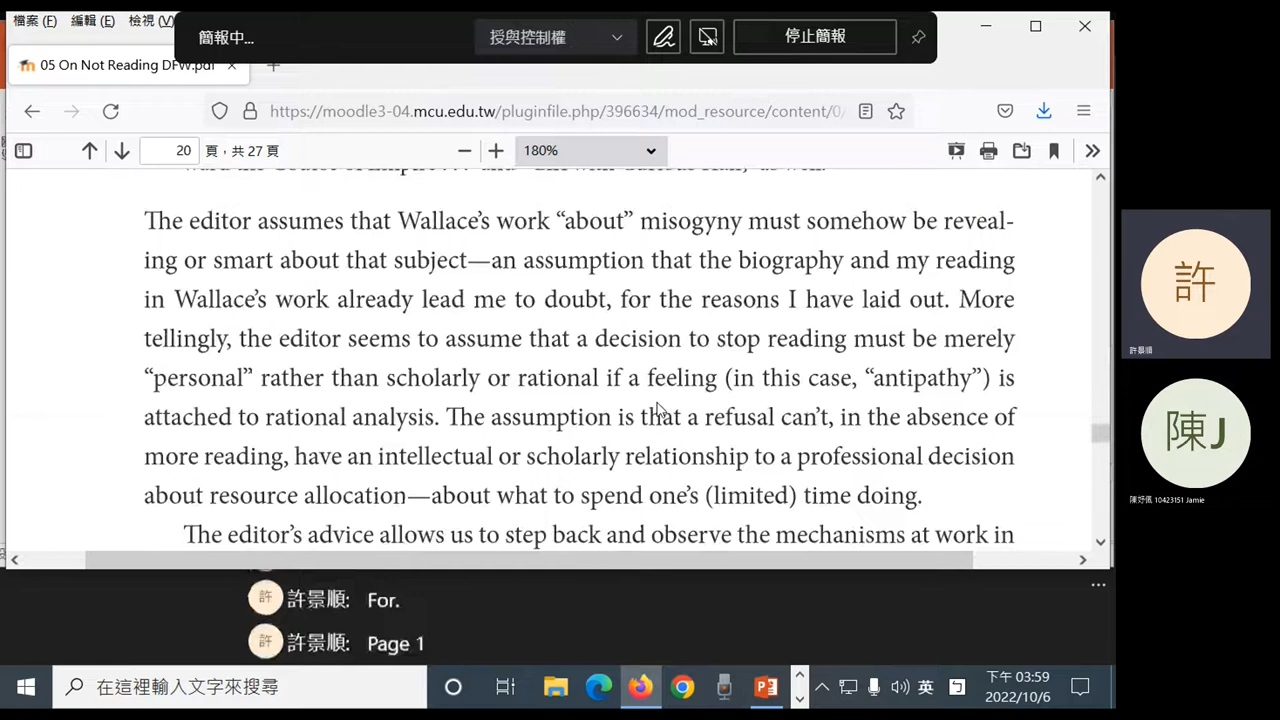 檔案 (F) 編輯 (E) 檢視 (V)
簡報中...
授與控制權
停止簡報
05 On Not Reading DFW.pdf
https://moodle3-04.mcu.edu.tw/pluginfile.php/396634/mod_resource/content/0/
20 頁，共 27 頁
180%
The editor assumes that Wallace’s work “about” misogyny must somehow be reveal-
ing or smart about that subject—an assumption that the biography and my reading
in Wallace’s work already lead me to doubt, for the reasons I have laid out. More
tellingly, the editor seems to assume that a decision to stop reading must be merely
“personal” rather than scholarly or rational if a feeling (in this case, “antipathy”) is
attached to rational analysis. The assumption is that a refusal can’t, in the absence of
more reading, have an intellectual or scholarly relationship to a professional decision
about resource allocation—about what to spend one’s (limited) time doing.
The editor’s advice allows us to step back and observe the mechanisms at work in
許
許景順
陳J
陳妤佩 10423151 Jamie
許 許景順: For.
許 許景順: Page 1
在這裡輸入文字來搜尋
英
下午 03:59
2022/10/6